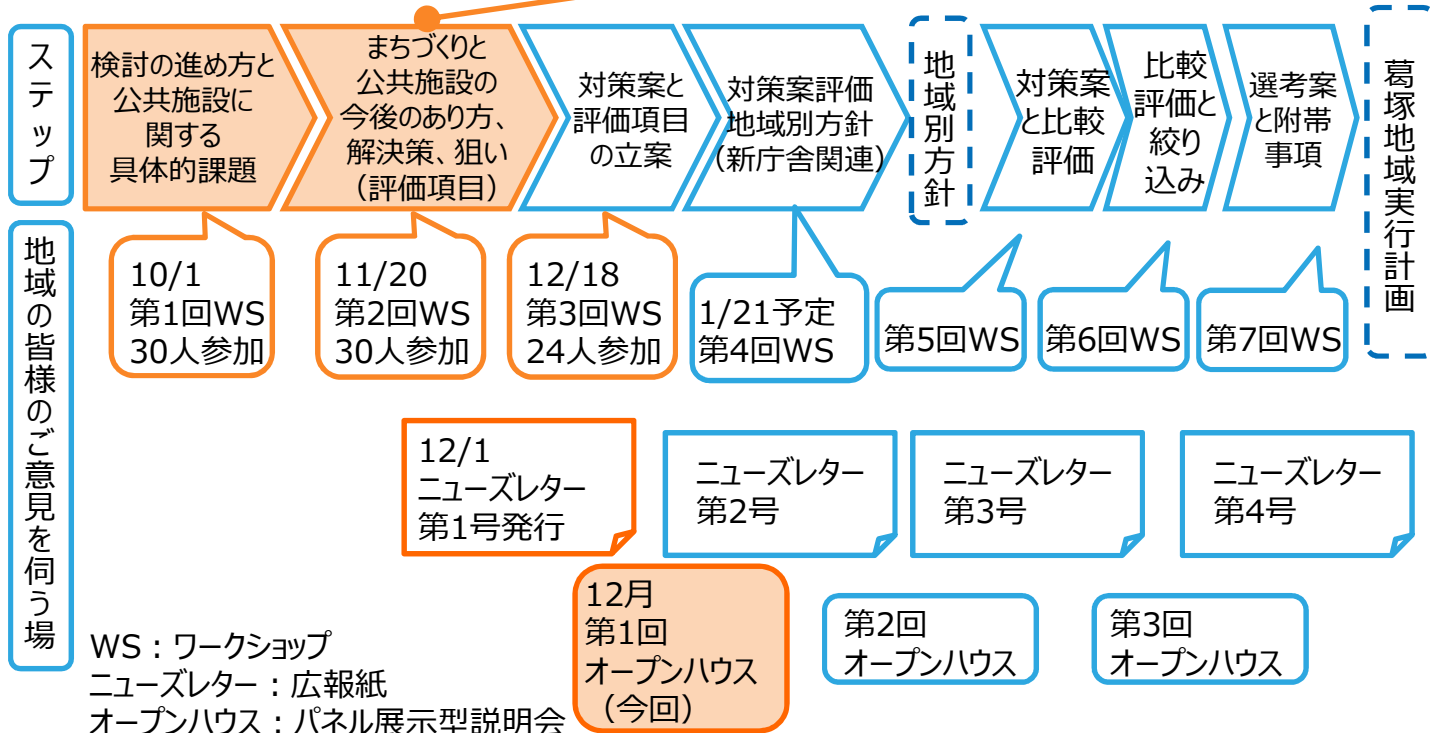 ステップ
検討の進め方と
公共施設に
関する
具体的課題
まちづくりと
公共施設の
今後のあり方、
解決策、狙い
（評価項目）
対策案と
評価項目
の立案
対策案評価
地域別方針
（新庁舎関連）
地域別方針
対策案
と比較
評価
比較
評価と
絞り
込み
選考案
と附帯
事項
葛塚地域実行計画
地域の皆様のご意見を伺う場
10/1
第1回WS
30人参加
11/20
第2回WS
30人参加
12/18
第3回WS
24人参加
1/21予定
第4回WS
第5回WS
第6回WS
第7回WS
12/1
ニューズレター
第1号発行
ニューズレター
第2号
ニューズレター
第3号
ニューズレター
第4号
12月
第1回
オープンハウス
（今回）
第2回
オープンハウス
第3回
オープンハウス
WS：ワークショップ
ニューズレター：広報紙
オープンハウス：パネル展示型説明会